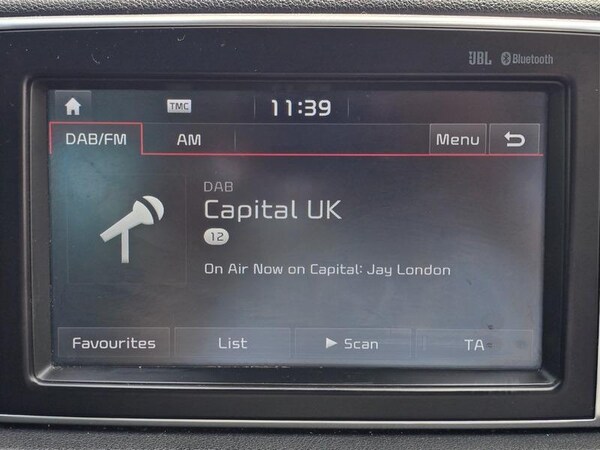 JBL Bluetooth
TMC 11:39
DAB/FM AM Menu
DAB
Capital UK
12
On Air Now on Capital: Jay London
Favourites List Scan TA